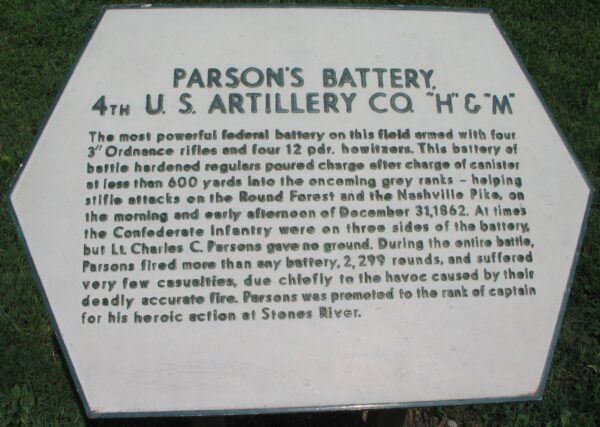 PARSON'S BATTERY,
4TH U. S. ARTILLERY CO. "H" & "M"
The most powerful federal battery on this field armed with four
3" Ordnance rifles and four 12 pdr. howitzers. This battery of
battle hardened regulars poured charge after charge of canister
at less than 600 yards into the oncoming grey ranks - helping
stifle attacks on the Round Forest and the Nashville Pike, on
the morning and early afternoon of December 31,1862. At times
the Confederate infantry were on three sides of the battery,
but Lt. Charles C. Parsons gave no ground. During the entire battle,
Parsons fired more than any battery, 2,299 rounds, and suffered
very few casualties, due chiefly to the havoc caused by their
deadly accurate fire. Parsons was promoted to the rank of captain
for his heroic action at Stones River.